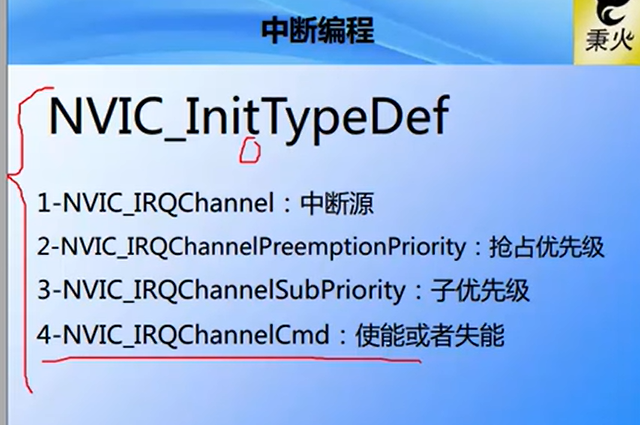 中断编程
秉火
NVIC_InitTypeDef
1-NVIC_IRQChannel：中断源
2-NVIC_IRQChannelPreemptionPriority：抢占优先级
3-NVIC_IRQChannelSubPriority：子优先级
4-NVIC_IRQChannelCmd：使能或者失能